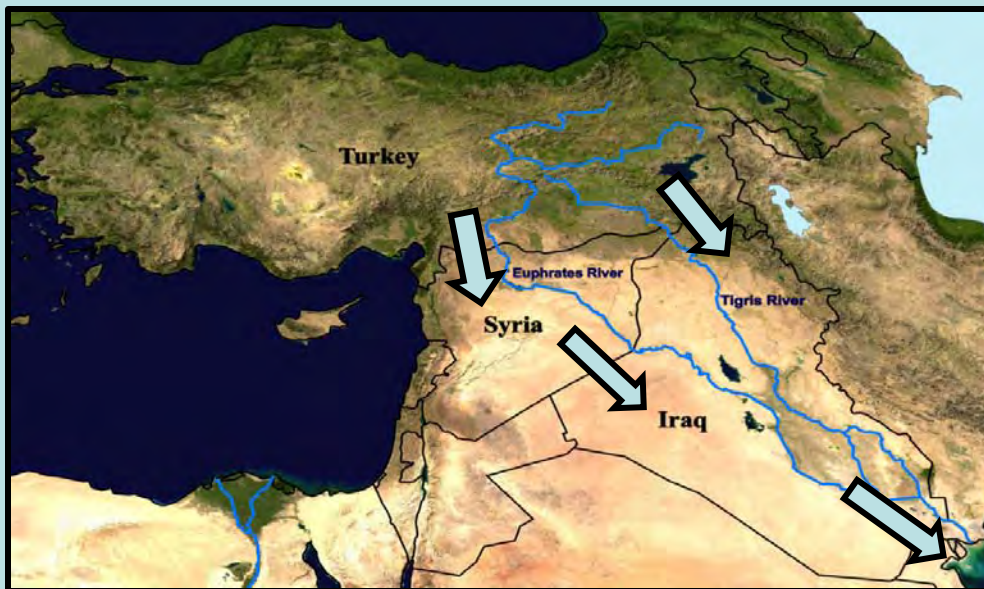 Turkey
Euphrates River
Tigris River
Syria
Iraq